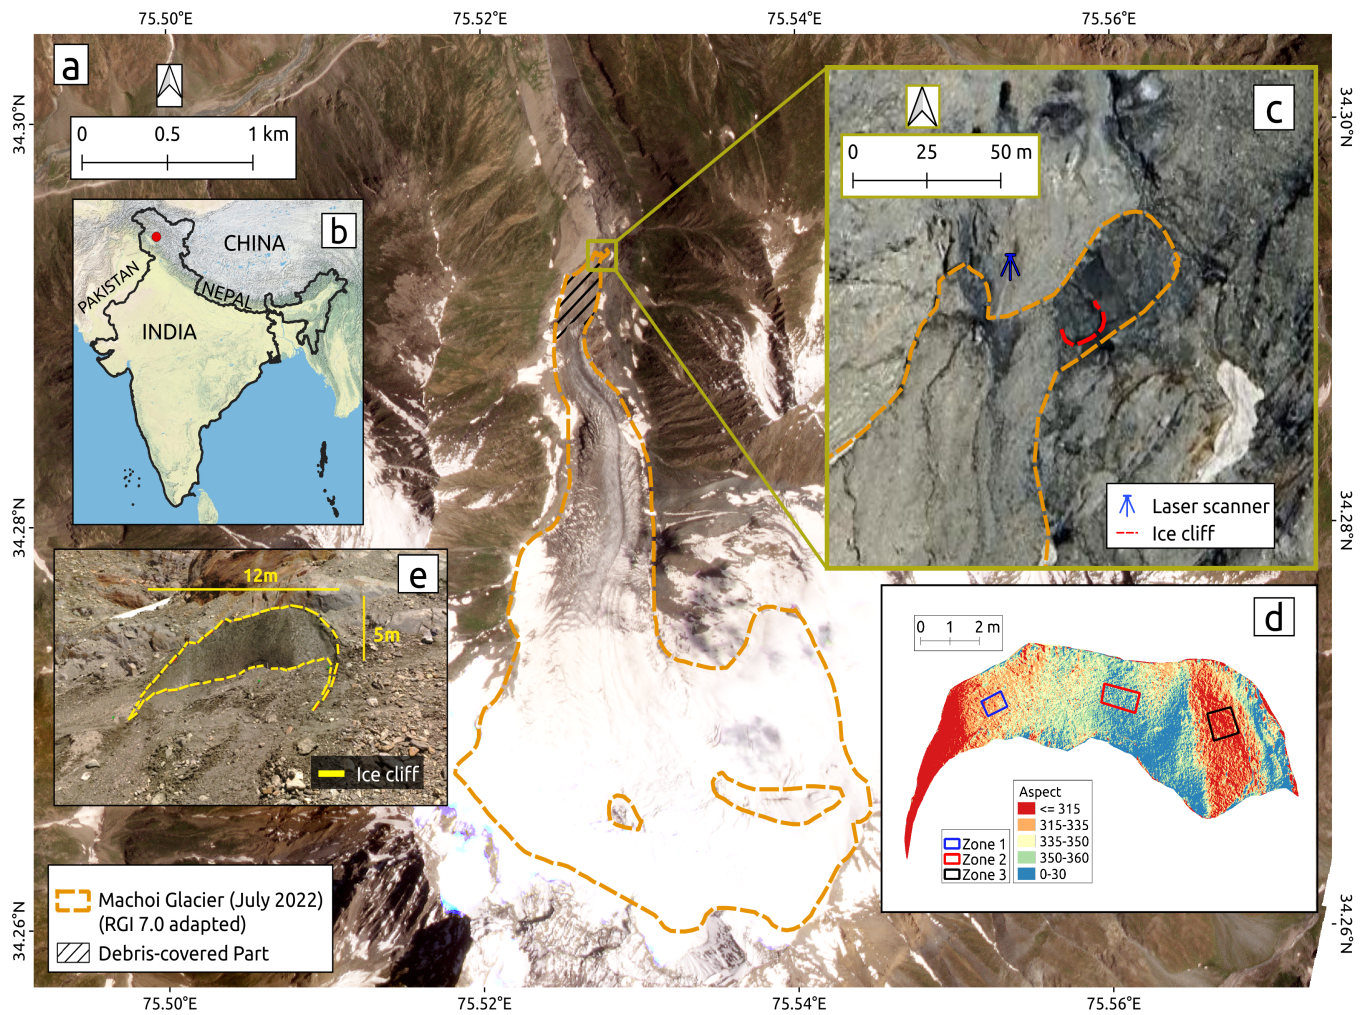 75.50°E
75.52°E
75.54°E
75.56°E
34.30°N
34.28°N
34.26°N
34.30°N
34.28°N
34.26°N
a
0 0.5 1 km
b
CHINA
PAKISTAN
NEPAL
INDIA
c
0 25 50 m
Laser scanner
Ice cliff
e
12m
5m
Ice cliff
d
0 1 2 m
Zone 1
Zone 2
Zone 3
Aspect
<= 315
315-335
335-350
350-360
0-30
Machoi Glacier (July 2022)
(RGI 7.0 adapted)
Debris-covered Part
75.50°E
75.52°E
75.54°E
75.56°E